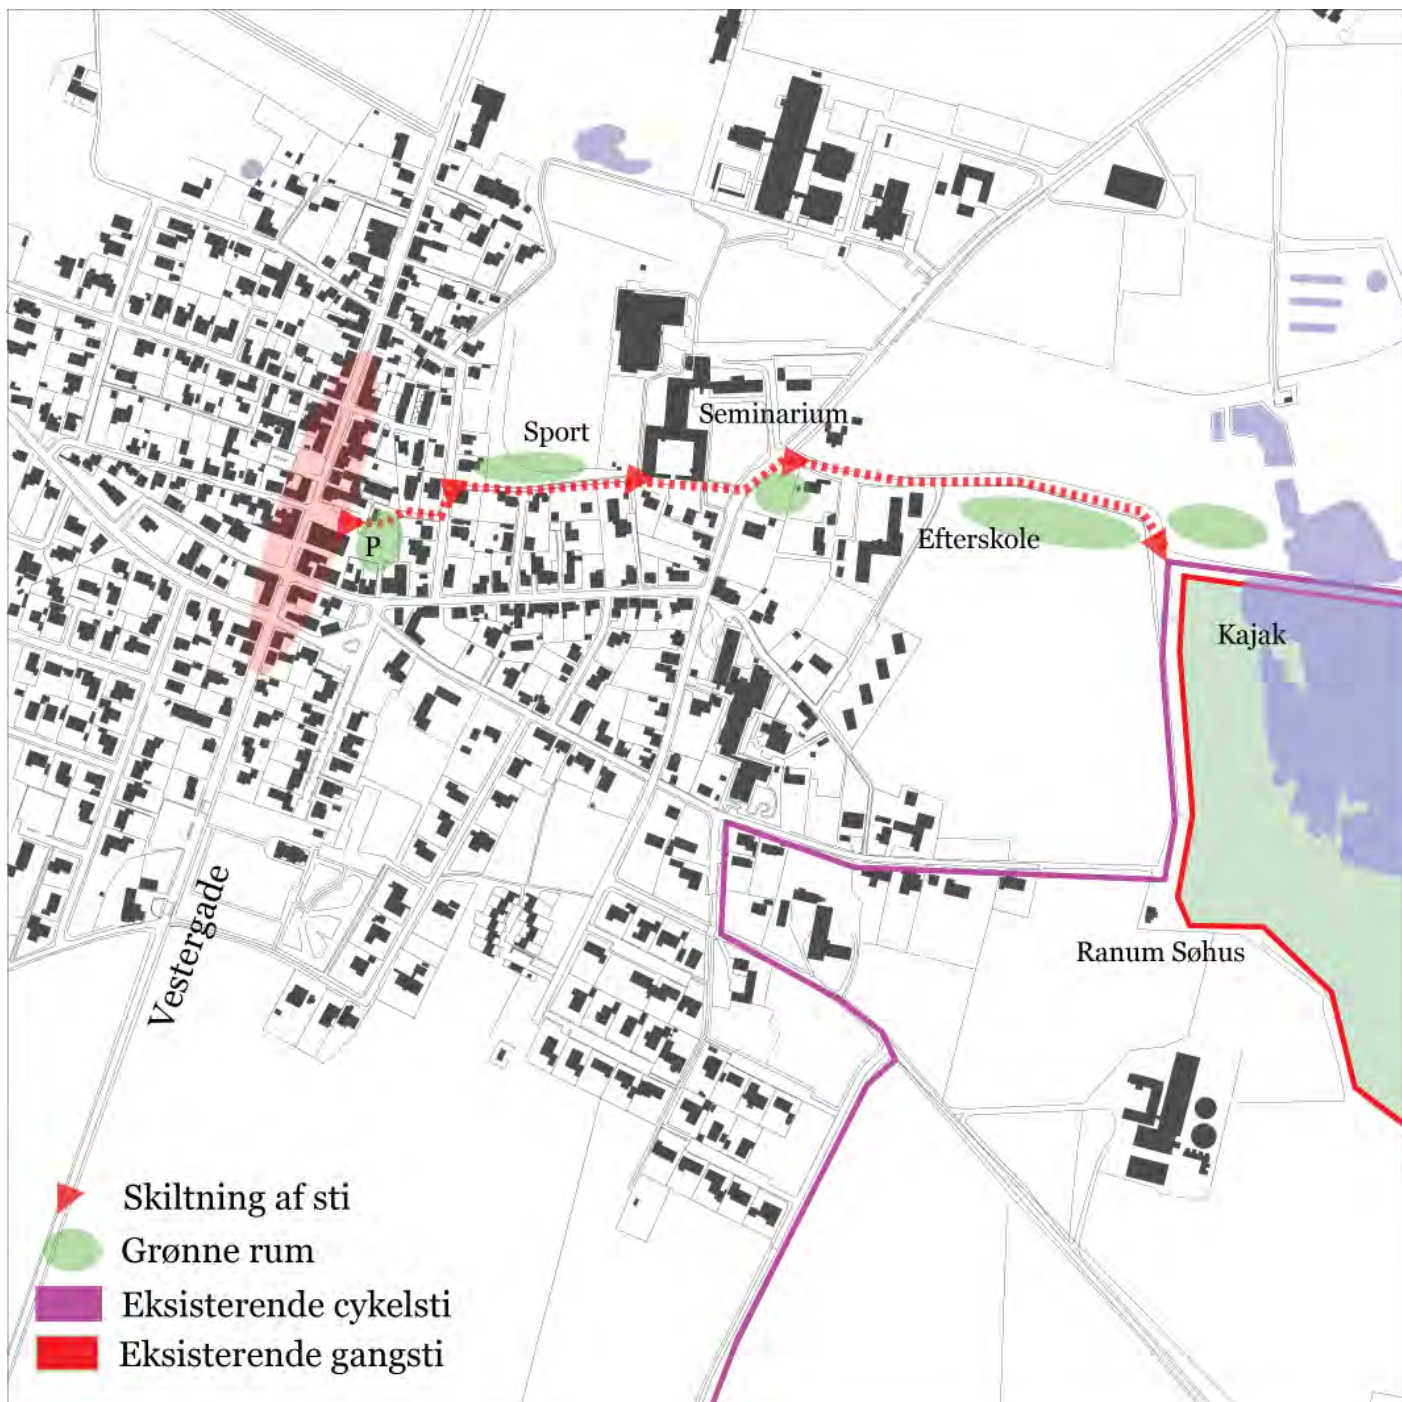 Seminarium
Sport
Efterskole
P
Kajak
Vestergade
Ranum Søhus
Skiltning af sti
Grønne rum
Eksisterende cykelsti
Eksisterende gangsti